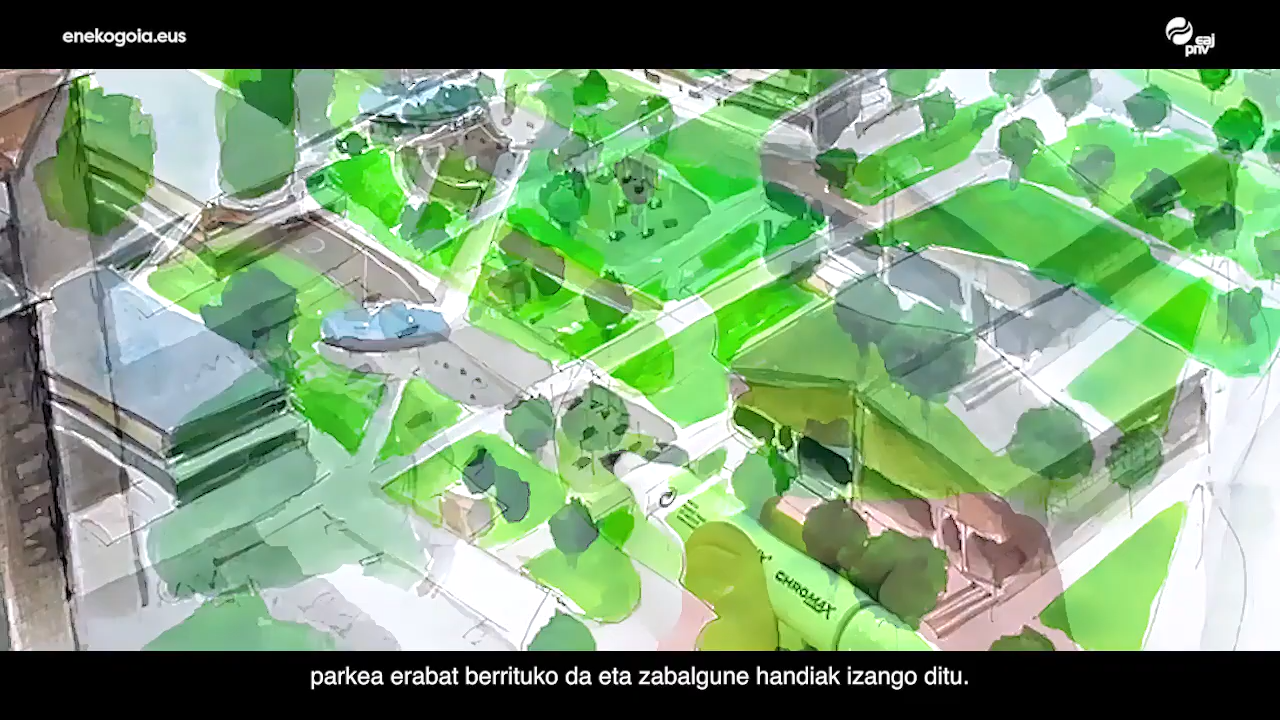 enekogoia.eus
eaj
pnv
CHROMAX
parkea erabat berrituko da eta zabalgune handiak izango ditu.